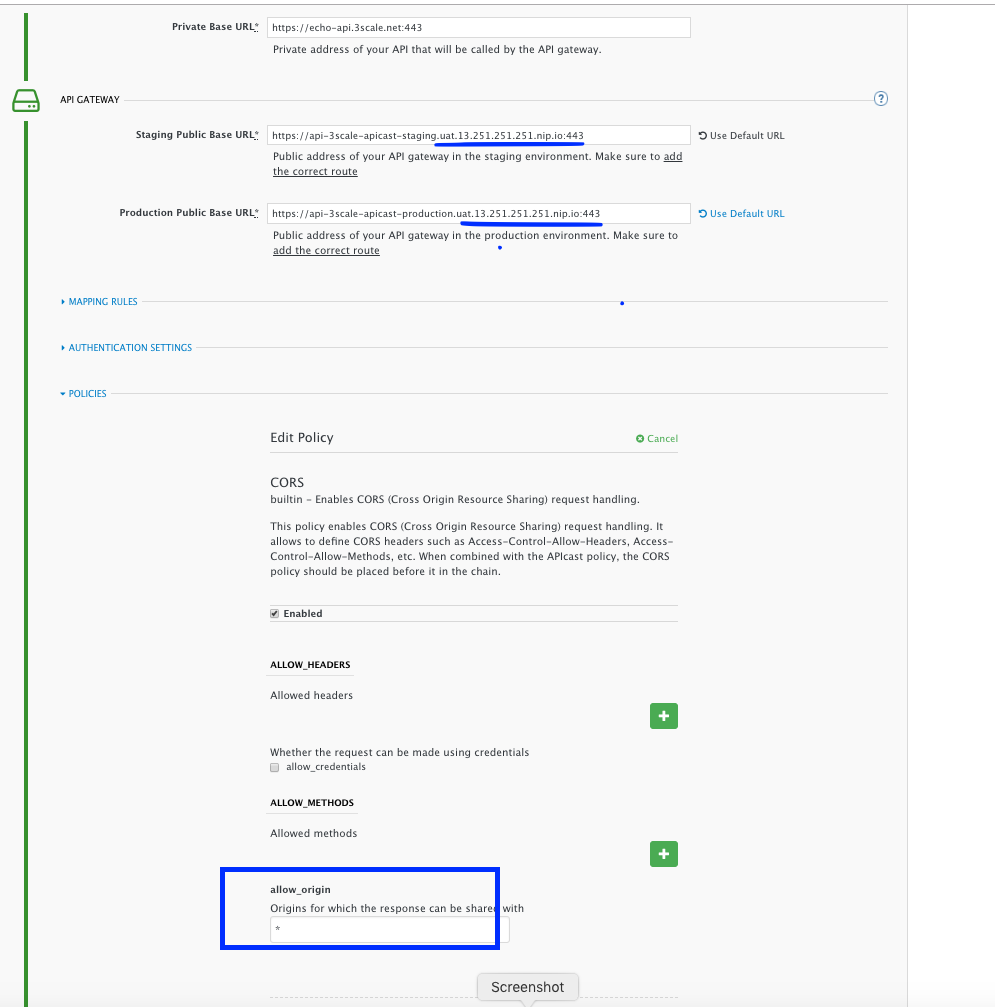 Private Base URL*
https://echo-api.3scale.net:443
Private address of your API that will be called by the API gateway.
API GATEWAY
?
Staging Public Base URL*
https://api-3scale-apicast-staging.uat.13.251.251.251.nip.io:443
Use Default URL
Public address of your API gateway in the staging environment. Make sure to add
the correct route
Production Public Base URL*
https://api-3scale-apicast-production.uat.13.251.251.251.nip.io:443
Use Default URL
Public address of your API gateway in the production environment. Make sure to
add the correct route
MAPPING RULES
AUTHENTICATION SETTINGS
POLICIES
Edit Policy
Cancel
CORS
builtin – Enables CORS (Cross Origin Resource Sharing) request handling.
This policy enables CORS (Cross Origin Resource Sharing) request handling. It
allows to define CORS headers such as Access-Control-Allow-Headers, Access-
Control-Allow-Methods, etc. When combined with the APIcast policy, the CORS
policy should be placed before it in the chain.
Enabled
ALLOW_HEADERS
Allowed headers
Whether the request can be made using credentials
allow_credentials
ALLOW_METHODS
Allowed methods
allow_origin
Origins for which the response can be shared with
*
Screenshot